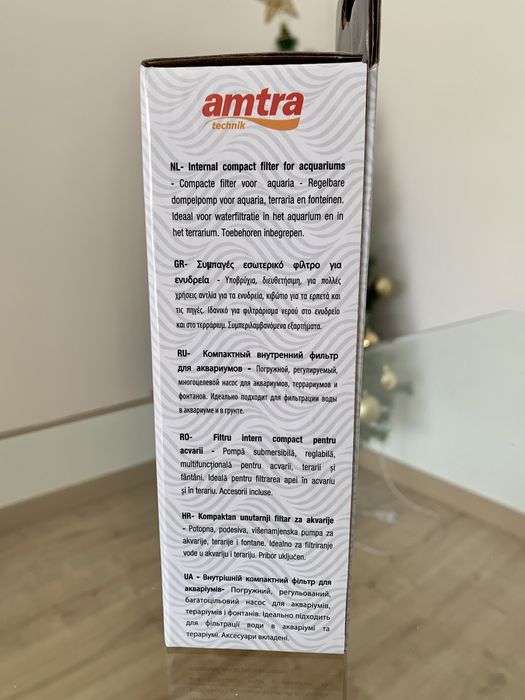 amtra
technik
NL- Internal compact filter for acquariums
- Compacte filter voor aquaria - Regelbare
dompelpomp voor aquaria, terraria en fonteinen.
Ideaal voor waterfiltratie in het aquarium en in
het terrarium. Toebehoren inbegrepen.
GR- Συμπαγές εσωτερικό φίλτρο για
ενυδρεία - Υποβρύχια, διευθετήσιμη, για πολλές
χρήσεις αντλία για τα ενυδρεία, κιβώτιο για τα ερπετά και
τις πηγές. Ιδανικό για φιλτράρισμα νερού στο ενυδρείο
και στο τερράριουμ. Συμπεριλαμβανόμενα εξαρτήματα.
RU- Компактный внутренний фильтр
для аквариумов - Погружной, регулируемый,
многоцелевой насос для аквариумов, террариумов и
фонтанов. Идеально подходит для фильтрации воды
в аквариуме и в грунте.
RO- Filtru intern compact pentru
acvarii - Pompă submersibilă, reglabilă,
multifuncțională pentru acvarii, terarii și
fântâni. Ideală pentru filtrarea apei în acvariu
și în terariu. Accesorii incluse.
HR- Kompaktan unutarnji filtar za akvarije
- Potopna, podesiva, višenamjenska pumpa za
akvarije, terarije i fontane. Idealno za filtriranje
vode u akvariju i terariju. Pribor uključen.
UA - Внутрішній компактний фільтр для
акваріумів- Погружний, регульований,
багатоцільовий насос для акваріумів,
тераріумів і фонтанів. Ідеально підходить
для фільтрації води в акваріумі та
тераріумі. Аксесуари вкладені.